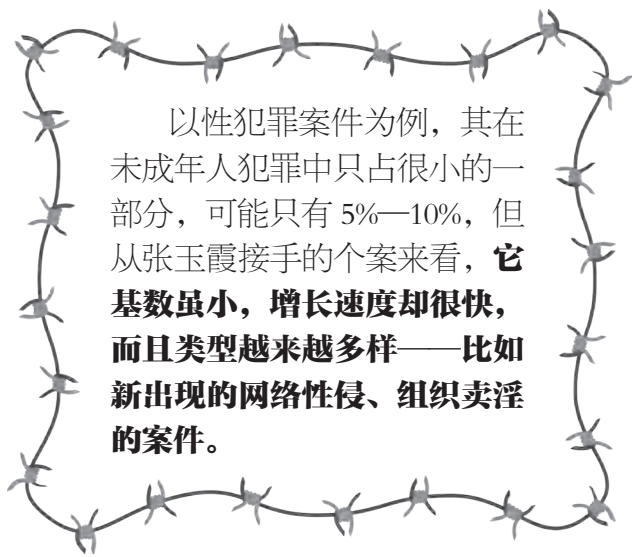 以性犯罪案件为例，其在
未成年人犯罪中只占很小的一
部分，可能只有 5%—10%，但
从张玉霞接手的个案来看，它
基数虽小，增长速度却很快，
而且类型越来越多样——比如
新出现的网络性侵、组织卖淫
的案件。